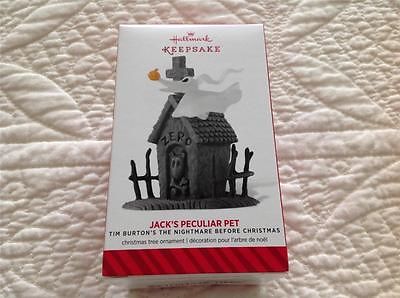 Hallmark
KEEPSAKE
ZERO
JACK'S PECULIAR PET
TIM BURTON'S THE NIGHTMARE BEFORE CHRISTMAS
christmas tree ornament | décoration pour l'arbre de noël